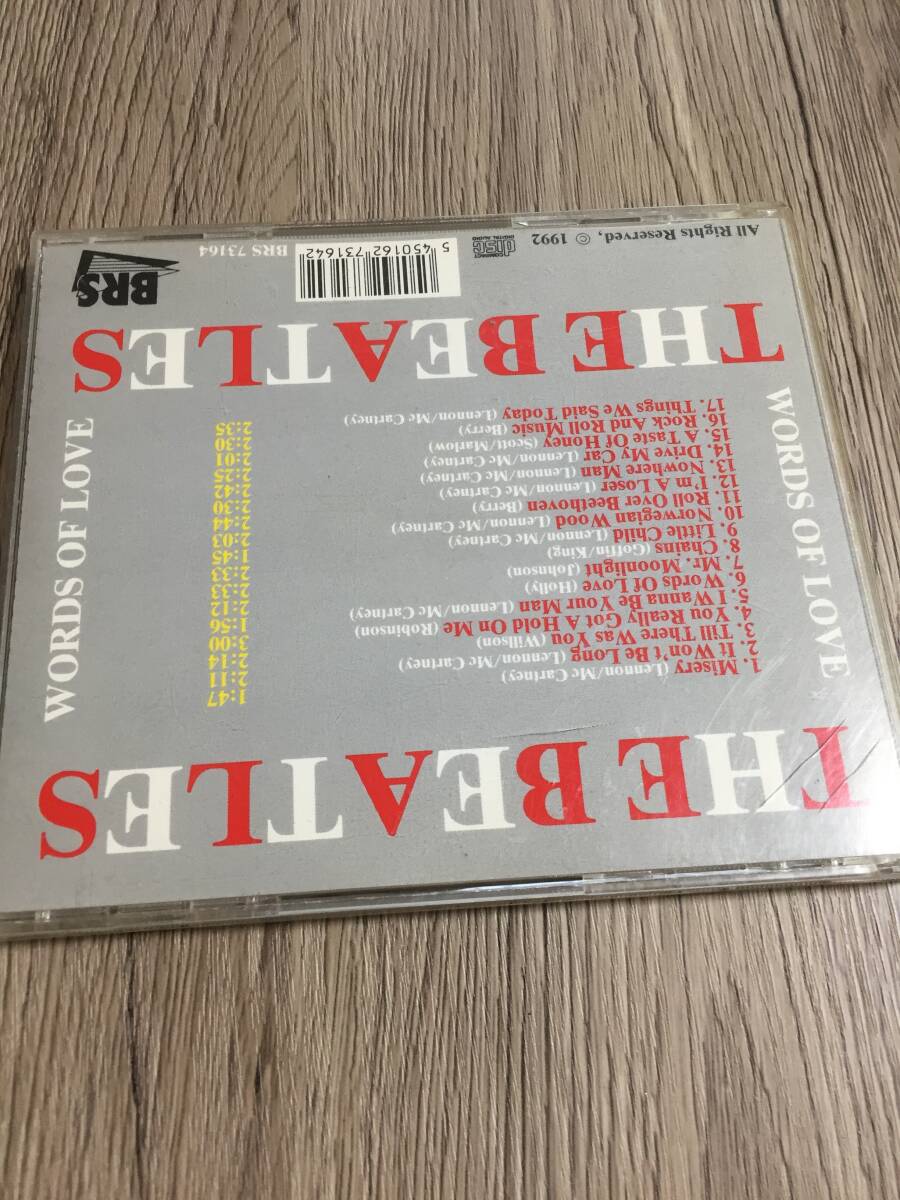 THE BEATLES
WORDS OF LOVE
1. Misery (Lennon/Mc Cartney) 1:47
2. It Won't Be Long (Lennon/Mc Cartney) 2:11
3. Till There Was You (Willson) 2:14
4. You Really Got A Hold On Me (Robinson) 3:00
5. I Wanna Be Your Man (Lennon/Mc Cartney) 1:56
6. Words Of Love (Holly) 2:12
7. Mr. Moonlight (Johnson) 2:33
8. Chains (Goffin/King) 2:33
9. Little Child (Lennon/Mc Cartney) 1:45
10. Norwegian Wood (Lennon/Mc Cartney) 2:03
11. Roll Over Beethoven (Berry) 2:44
12. I'm A Loser (Lennon/Mc Cartney) 2:30
13. Nowhere Man (Lennon/Mc Cartney) 2:42
14. Drive My Car (Lennon/Mc Cartney) 2:25
15. A Taste Of Honey (Scott/Marlow) 2:01
16. Rock And Roll Music (Berry) 2:30
17. Things We Said Today (Lennon/Mc Cartney) 2:35
WORDS OF LOVE
THE BEATLES
All Rights Reserved, © 1992
COMPACT disc DIGITAL AUDIO
5 450162 731642
BRS 73164
BRS